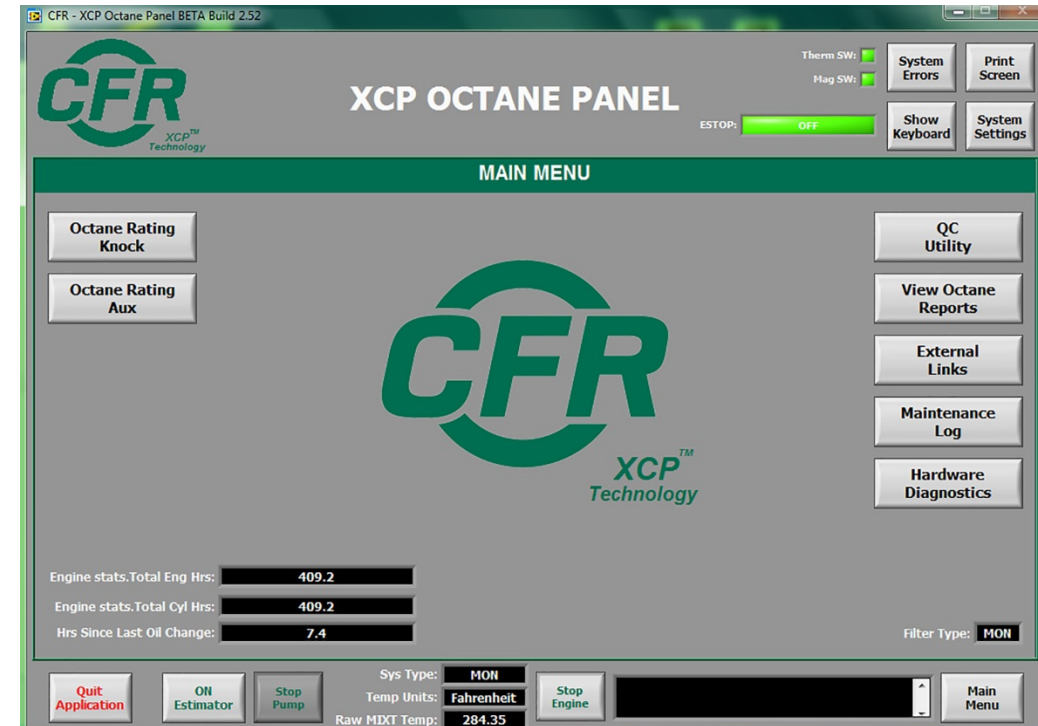 CFR - XCP Octane Panel BETA Build 2.52
CFR
XCP™
Technology
XCP OCTANE PANEL
Therm SW:
Mag SW:
ESTOP: OFF
System
Errors
Print
Screen
Show
Keyboard
System
Settings
MAIN MENU
Octane Rating
Knock
Octane Rating
Aux
CFR
XCP™
Technology
QC
Utility
View Octane
Reports
External
Links
Maintenance
Log
Hardware
Diagnostics
Engine stats.Total Eng Hrs: 409.2
Engine stats.Total Cyl Hrs: 409.2
Hrs Since Last Oil Change: 7.4
Filter Type: MON
Quit
Application
ON
Estimator
Stop
Pump
Sys Type: MON
Temp Units: Fahrenheit
Raw MIXT Temp: 284.35
Stop
Engine
Main
Menu